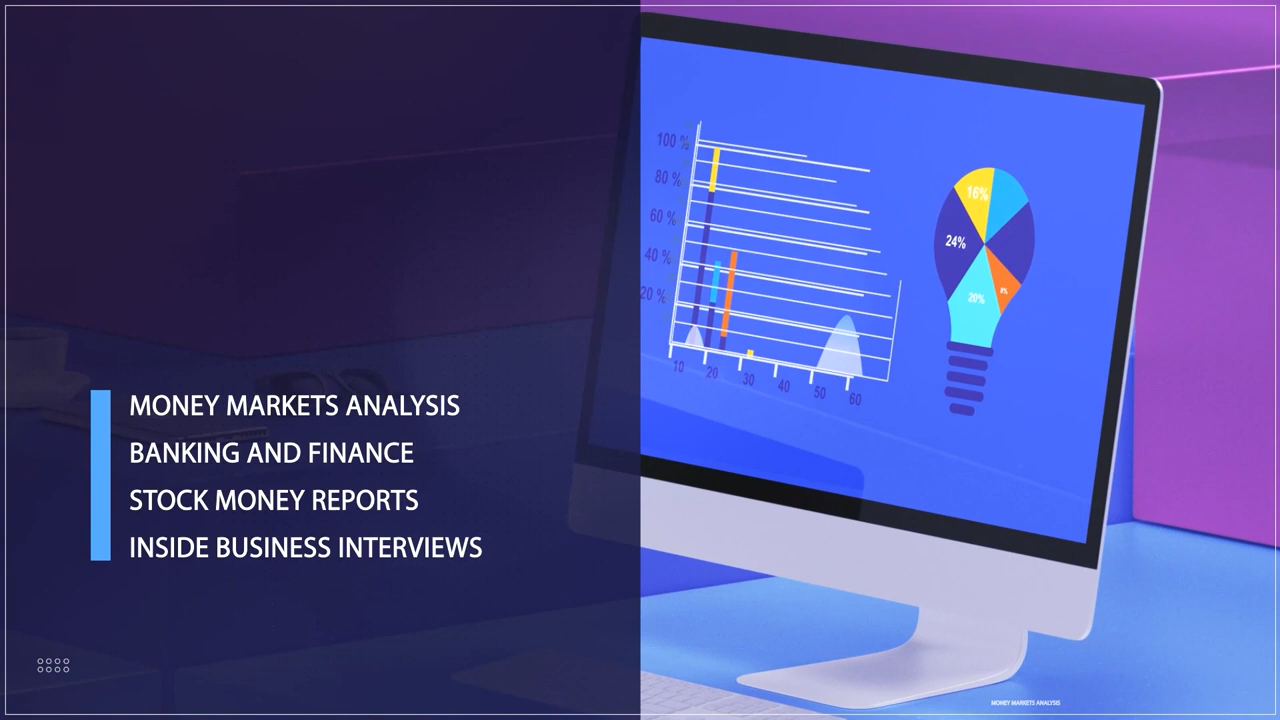 MONEY MARKETS ANALYSIS
BANKING AND FINANCE
STOCK MONEY REPORTS
INSIDE BUSINESS INTERVIEWS
100 %
80 %
60 %
40 %
20 %
10 20 30 40 50 60
16%
24%
20%
8%
MONEY MARKETS ANALYSIS